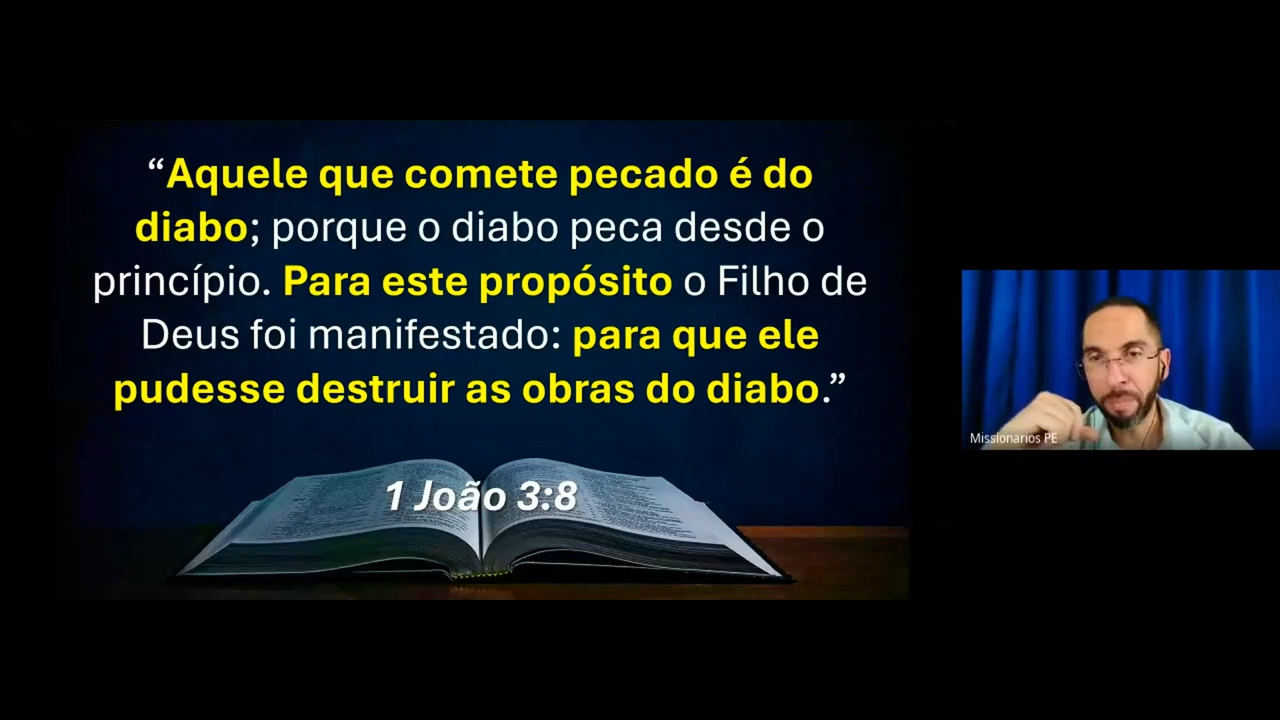 “Aquele que comete pecado é do
diabo; porque o diabo peca desde o
princípio. Para este propósito o Filho de
Deus foi manifestado: para que ele
pudesse destruir as obras do diabo.”
1 João 3:8
Missionarios PE